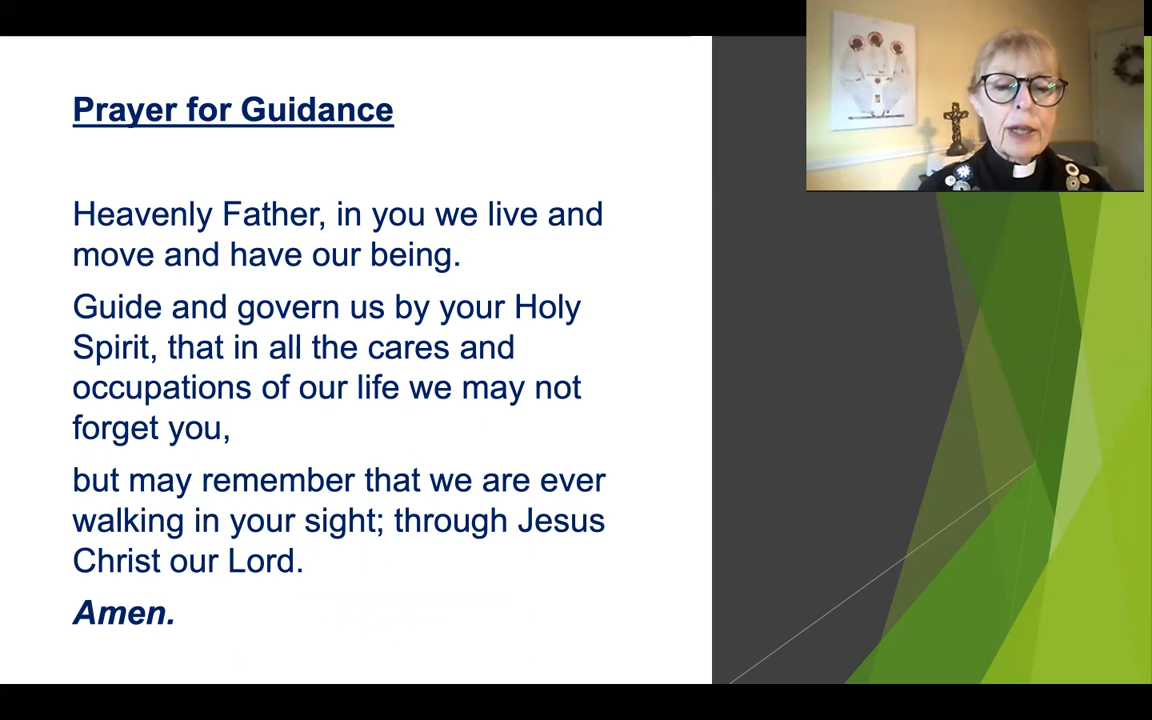 Prayer for Guidance
Heavenly Father, in you we live and
move and have our being.
Guide and govern us by your Holy
Spirit, that in all the cares and
occupations of our life we may not
forget you,
but may remember that we are ever
walking in your sight; through Jesus
Christ our Lord.
Amen.